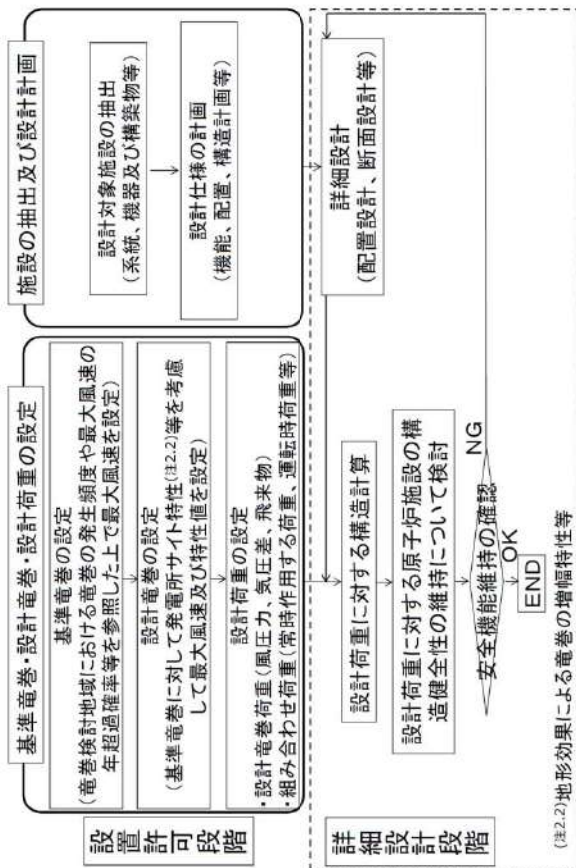 設置許可段階
基準竜巻・設計竜巻・設計荷重の設定
基準竜巻の設定
(竜巻検討地域における竜巻の発生頻度や最大風速の
年超過確率等を参照した上で最大風速を設定)
設計竜巻の設定
(基準竜巻に対して発電所サイト特性(注2.2)等を考慮
して最大風速及び特性値を設定)
設計荷重の設定
・設計竜巻荷重(風圧力、気圧差、飛来物)
・組み合わせ荷重(常時作用する荷重、運転時荷重等)
施設の抽出及び設計計画
設計対象施設の抽出
(系統、機器及び構築物等)
設計仕様の計画
(機能、配置、構造計画等)
詳細設計段階
詳細設計
(配置設計、断面設計等)
設計荷重に対する構造計算
設計荷重に対する原子炉施設の構
造健全性の維持について検討
安全機能維持の確認
NG
OK
END
(注2.2)地形効果による竜巻の増幅特性等